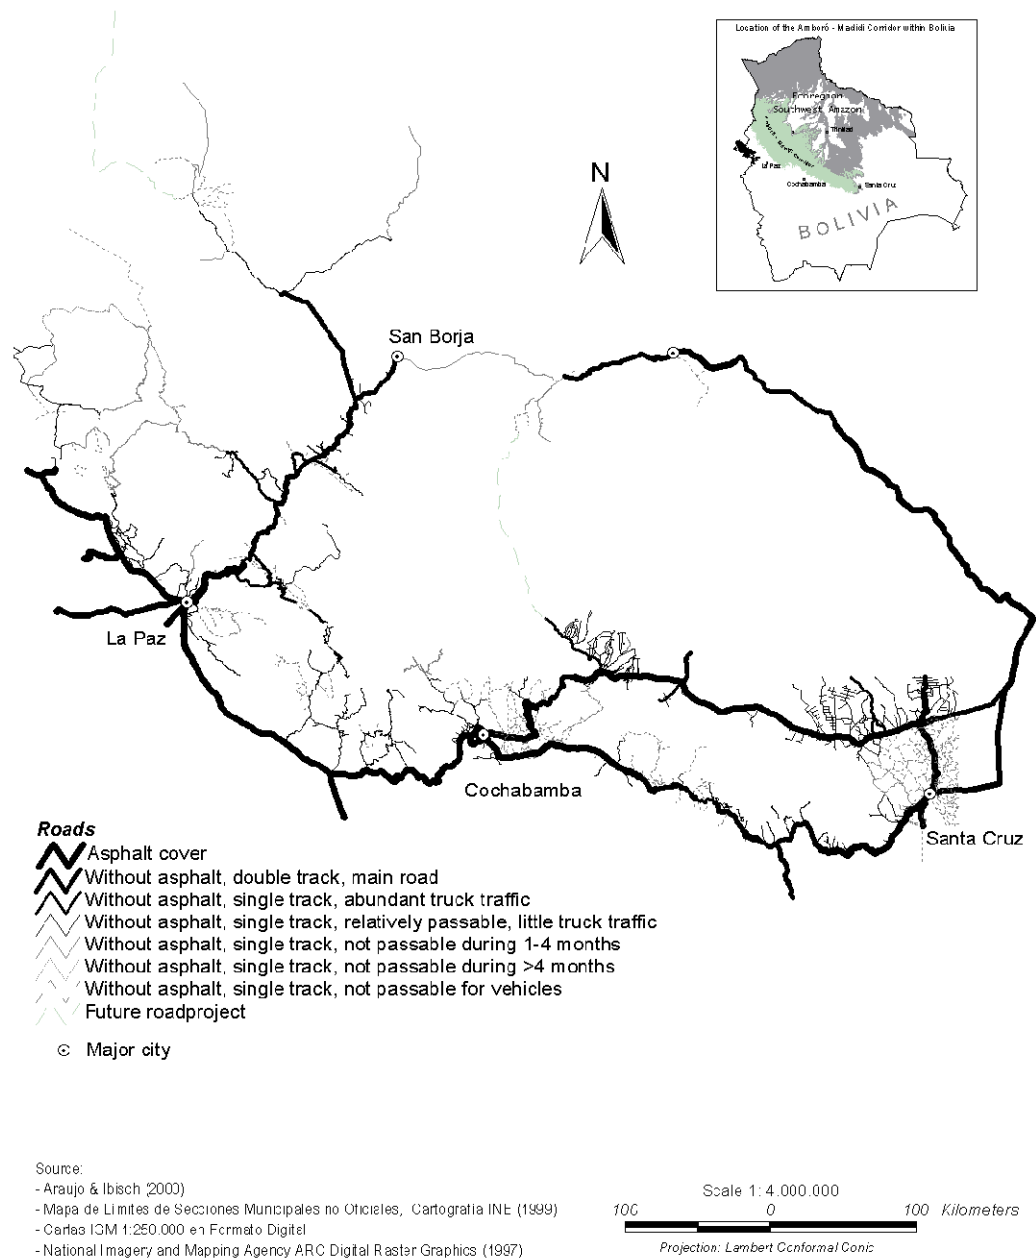 Location of the Amboró - Madidi Corridor within Bolivia
Ecoregion
Southwest Amazon
Trinidad
La Paz
Cochabamba
Santa Cruz
BOLIVIA
N
San Borja
La Paz
Cochabamba
Santa Cruz
Roads
Asphalt cover
Without asphalt, double track, main road
Without asphalt, single track, abundant truck traffic
Without asphalt, single track, relatively passable, little truck traffic
Without asphalt, single track, not passable during 1-4 months
Without asphalt, single track, not passable during >4 months
Without asphalt, single track, not passable for vehicles
Future roadproject
Major city
Source:
- Araujo & Ibisch (2000)
- Mapa de Limites de Secciones Municipales no Oficiales, Cartografía INE (1999)
- Cartas IGM 1:250.000 en Formato Digital
- National Imagery and Mapping Agency ARC Digital Raster Graphics (1997)
Scale 1: 4.000.000
100 0 100 Kilometers
Projection: Lambert Conformal Conic